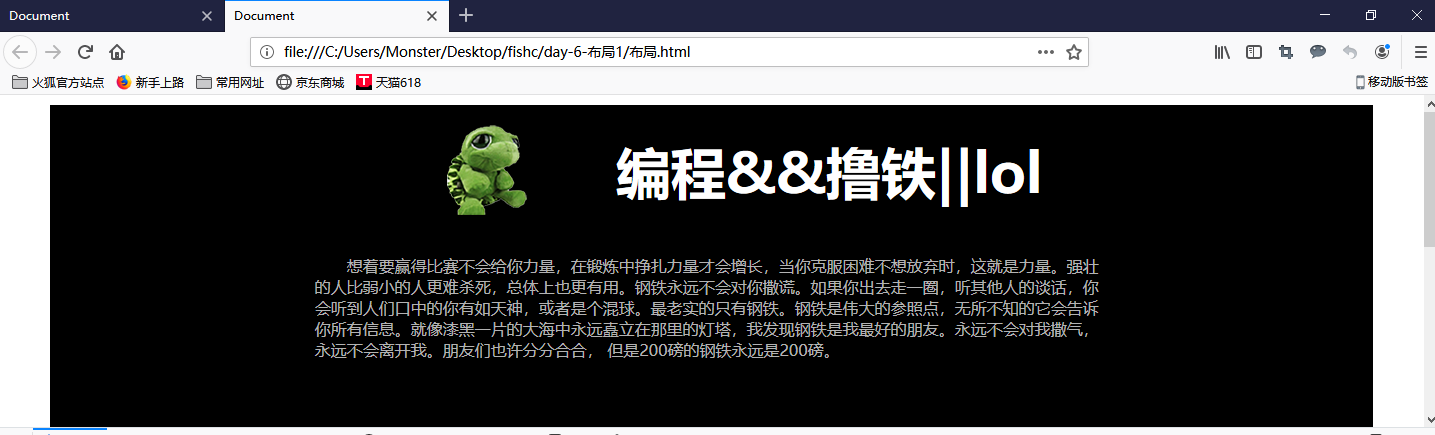 Document
Document
file:///C:/Users/Monster/Desktop/fishc/day-6-布局1/布局.html
火狐官方站点
新手上路
常用网址
京东商城
T 天猫618
移动版书签
编程&&撸铁||lol
想着要赢得比赛不会给你力量，在锻炼中挣扎力量才会增长，当你克服困难不想放弃时，这就是力量。强壮
的人比弱小的人更难杀死，总体上也更有用。钢铁永远不会对你撒谎。如果你出去走一圈，听其他人的谈话，你
会听到人们口中的你有如天神，或者是个混球。最老实的只有钢铁。钢铁是伟大的参照点，无所不知的它会告诉
你所有信息。就像漆黑一片的大海中永远矗立在那里的灯塔，我发现钢铁是我最好的朋友。永远不会对我撒气，
永远不会离开我。朋友们也许分分合合， 但是200磅的钢铁永远是200磅。